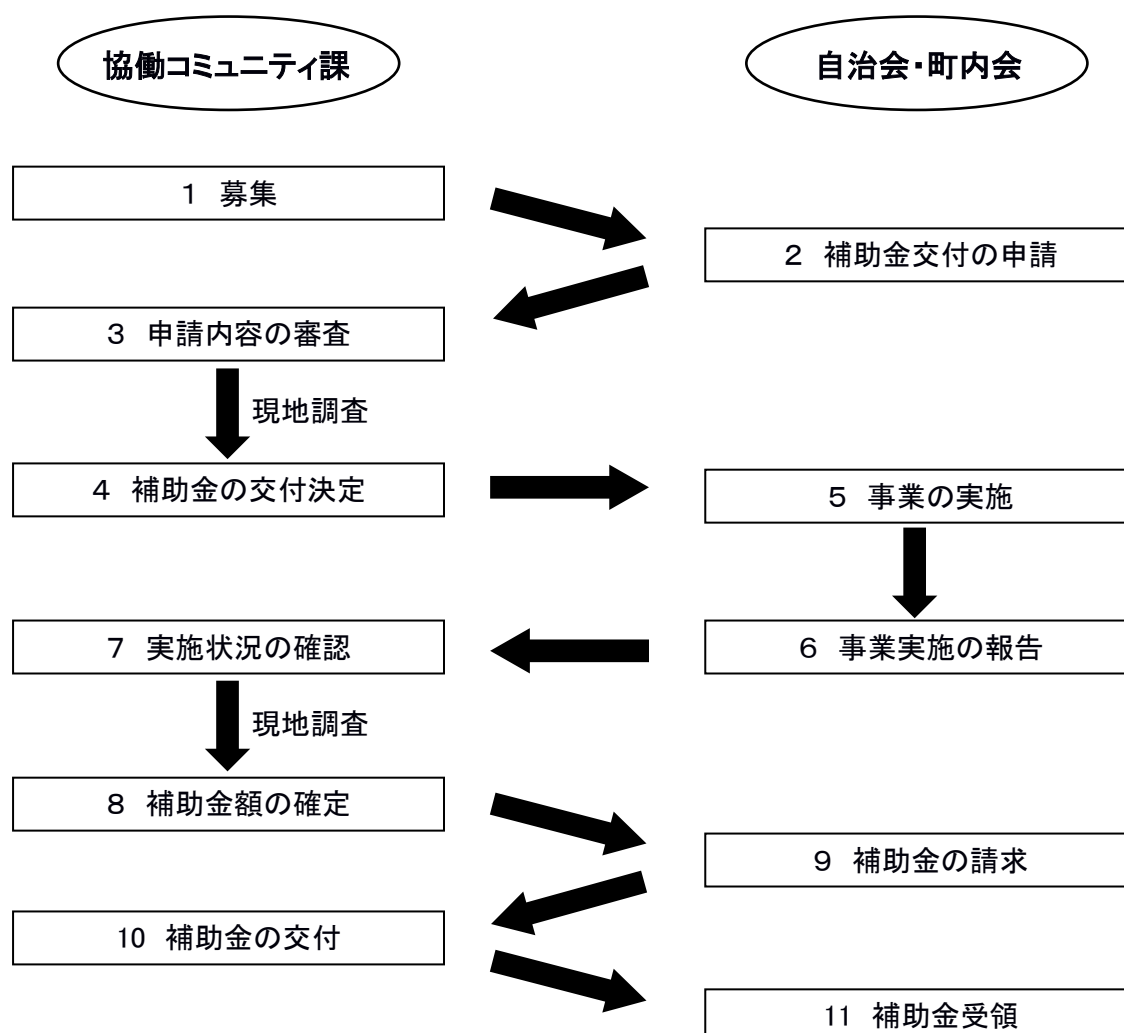 協働コミュニティ課
自治会・町内会
1 募集
2 補助金交付の申請
3 申請内容の審査
現地調査
4 補助金の交付決定
5 事業の実施
6 事業実施の報告
7 実施状況の確認
現地調査
8 補助金額の確定
9 補助金の請求
10 補助金の交付
11 補助金受領